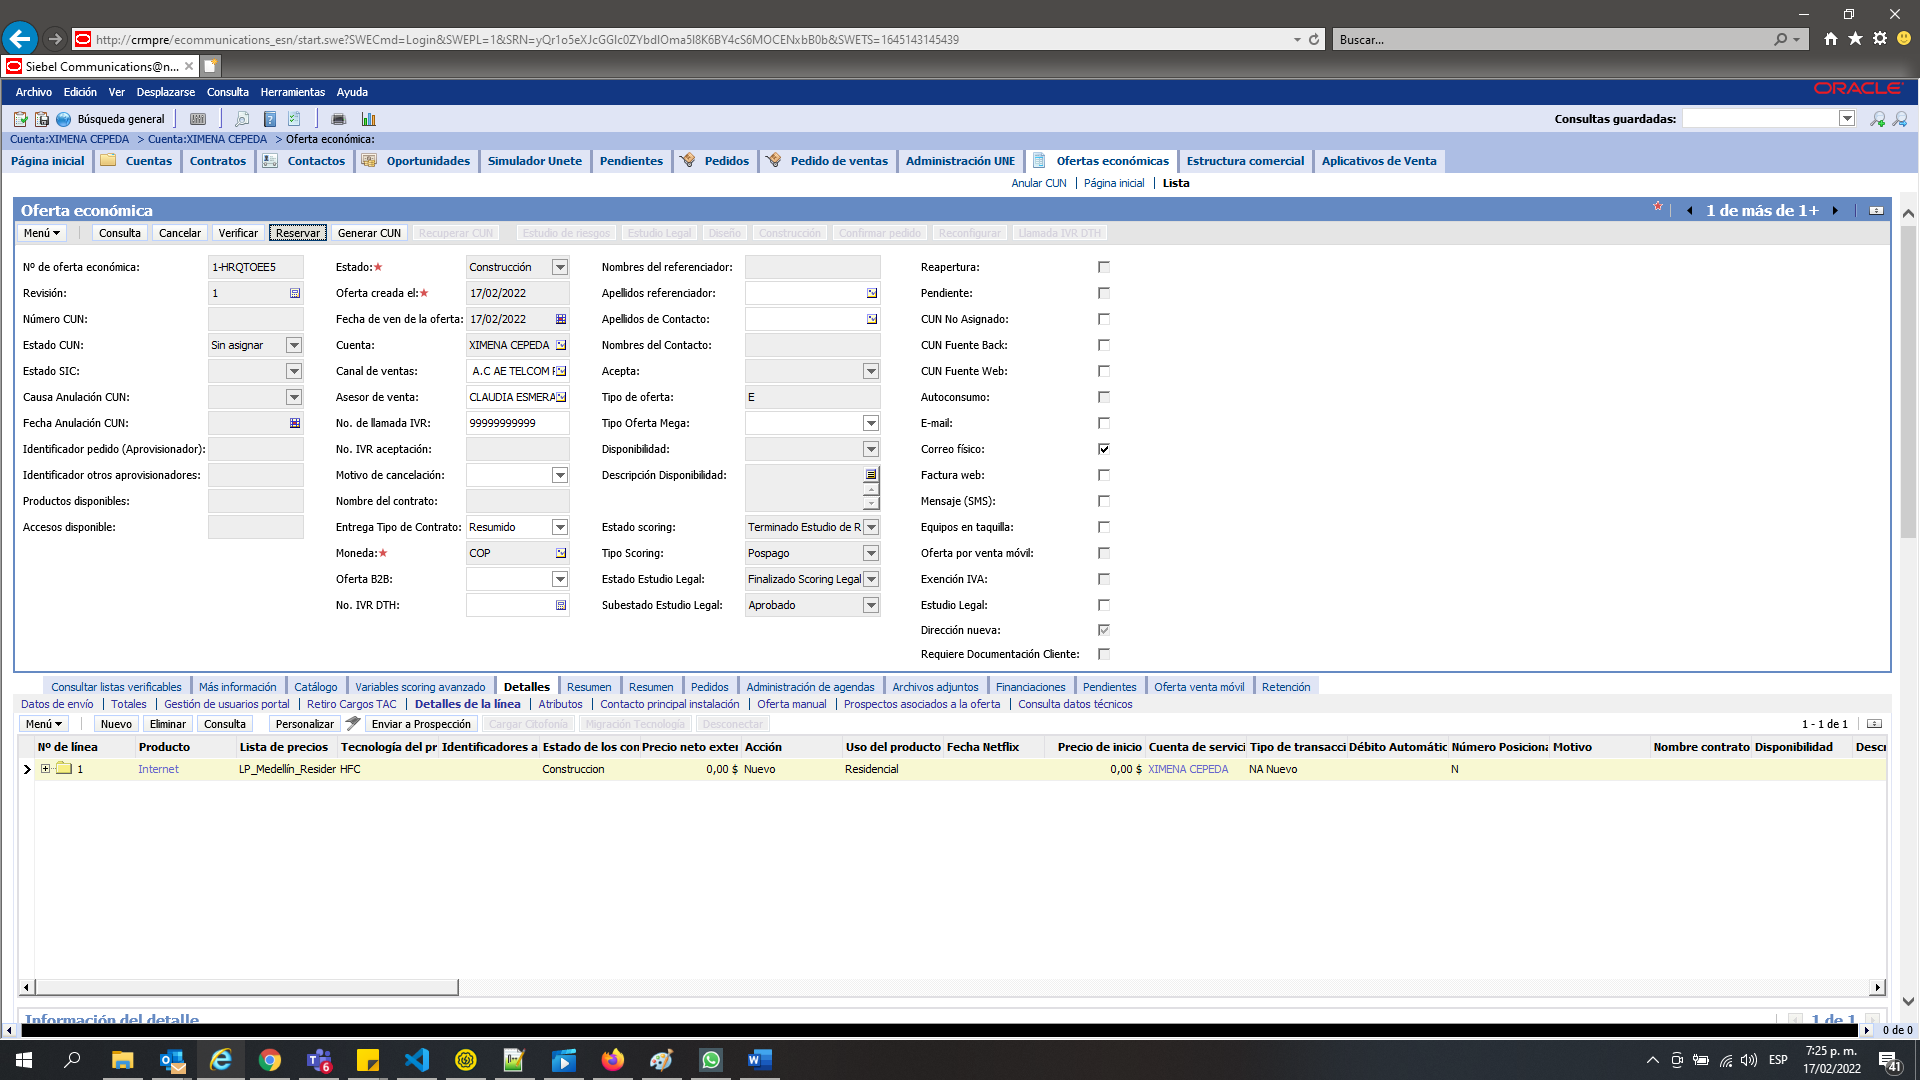 http://crmpre/ecommunications_esn/start.swe?SWECmd=Login&SWEPL=1&SRN=yQr1o5eXJcGGIc0ZYbdIOma5I8K6BY4cS6MOCENxbB0b&SWETS=1645143145439
Buscar...
Siebel Communications@n...
Archivo Edición Ver Desplazarse Consulta Herramientas Ayuda
ORACLE
Búsqueda general
Consultas guardadas:
Cuenta:XIMENA CEPEDA > Cuenta:XIMENA CEPEDA > Oferta económica:
Página inicial Cuentas Contratos Contactos Oportunidades Simulador Unete Pendientes Pedidos Pedido de ventas Administración UNE Ofertas económicas Estructura comercial Aplicativos de Venta
Anular CUN | Página inicial | Lista
Oferta económica
1 de más de 1+
Menú Consulta Cancelar Verificar Reservar Generar CUN Recuperar CUN Estudio de riesgos Estudio Legal Diseño Construcción Confirmar pedido Reconfigurar Llamada IVR DTH
Nº de oferta económica: 1-HRQTOEE5 Estado:★ Construcción Nombres del referenciador: Reapertura:
Revisión: 1 Oferta creada el:★ 17/02/2022 Apellidos referenciador: Pendiente:
Número CUN: Fecha de ven de la oferta: 17/02/2022 Apellidos de Contacto: CUN No Asignado:
Estado CUN: Sin asignar Cuenta: XIMENA CEPEDA Nombres del Contacto: CUN Fuente Back:
Estado SIC: Canal de ventas: A.C AE TELCOM Acepta: CUN Fuente Web:
Causa Anulación CUN: Asesor de venta: CLAUDIA ESMERA Tipo de oferta: E Autoconsumo:
Fecha Anulación CUN: No. de llamada IVR: 99999999999 Tipo Oferta Mega: E-mail:
Identificador pedido (Aprovisionador): No. IVR aceptación: Disponibilidad: Correo físico:
Identificador otros aprovisionadores: Motivo de cancelación: Descripción Disponibilidad: Factura web:
Productos disponibles: Nombre del contrato: Mensaje (SMS):
Accesos disponible: Entrega Tipo de Contrato: Resumido Estado scoring: Terminado Estudio de R Equipos en taquilla:
Moneda:★ COP Tipo Scoring: Pospago Oferta por venta móvil:
Oferta B2B: Estado Estudio Legal: Finalizado Scoring Legal Exención IVA:
No. IVR DTH: Subestado Estudio Legal: Aprobado Estudio Legal:
Dirección nueva:
Requiere Documentación Cliente:
Consultar listas verificables Más información Catálogo Variables scoring avanzado Detalles Resumen Resumen Pedidos Administración de agendas Archivos adjuntos Financiaciones Pendientes Oferta venta móvil Retención
Datos de envío | Totales | Gestión de usuarios portal | Retiro Cargos TAC | Detalles de la línea | Atributos | Contacto principal instalación | Oferta manual | Prospectos asociados a la oferta | Consulta datos técnicos
Menú Nuevo Eliminar Consulta Personalizar Enviar a Prospección Cargar Citofonía Migración Tecnología Desconectar
1 - 1 de 1
Nº de línea Producto Lista de precios Tecnología del pr Identificadores a Estado de los con Precio neto exter Acción Uso del producto Fecha Netflix Precio de inicio Cuenta de servici Tipo de transacci Débito Automátic Número Posiciona Motivo Nombre contrato Disponibilidad Descr
1 Internet LP_Medellín_Resider HFC Construccion 0,00 $ Nuevo Residencial 0,00 $ XIMENA CEPEDA NA Nuevo N
Información del detalle
1 de 1
0 de 0
6
ESP
7:25 p. m.
17/02/2022
41